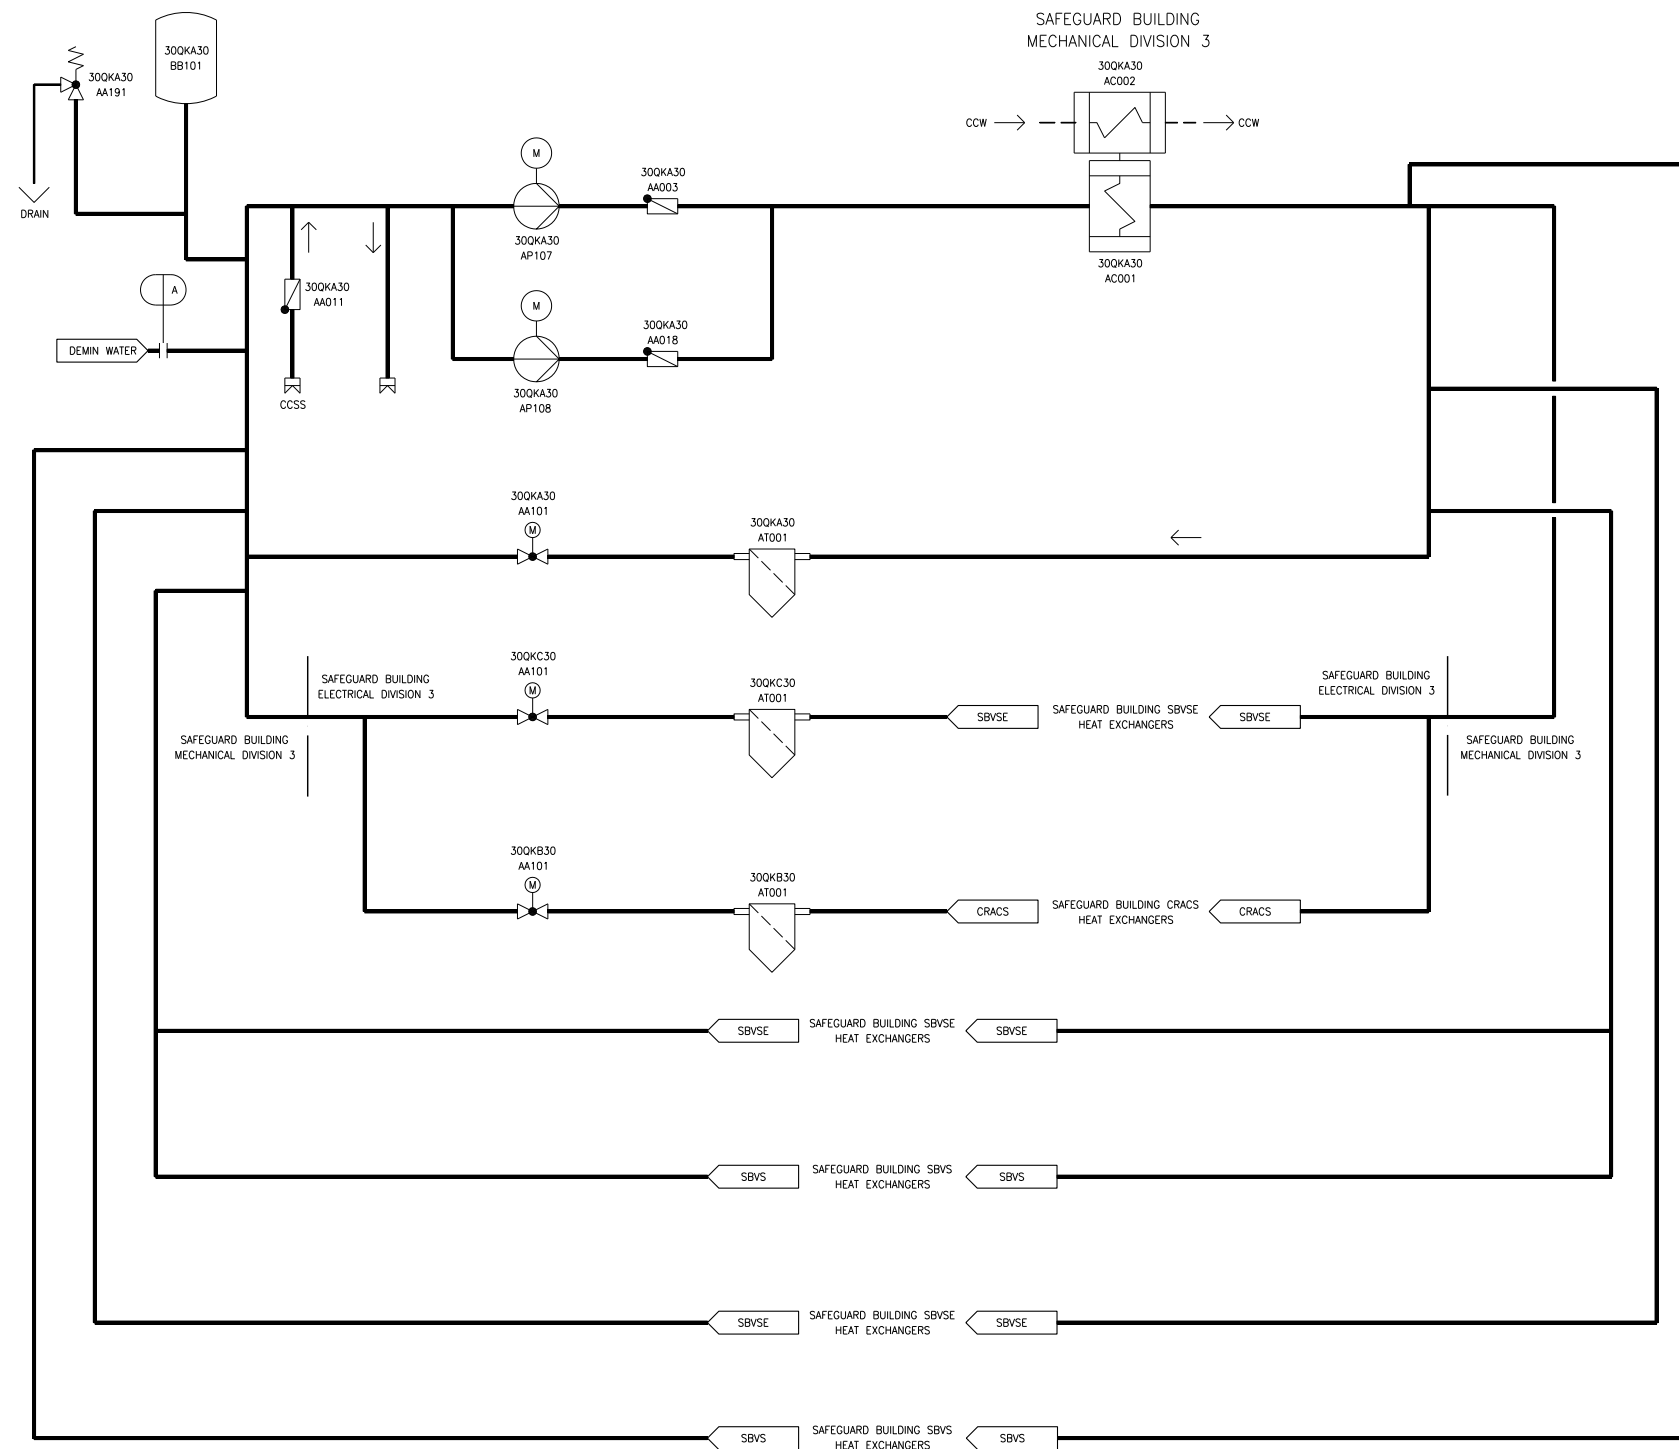 SAFEGUARD BUILDING
MECHANICAL DIVISION 3
30QKA30
BB101
30QKA30
AA191
DRAIN
30QKA30
AC002
CCW
CCW
M
30QKA30
AA003
30QKA30
AP107
30QKA30
AC001
A
30QKA30
AA011
M
30QKA30
AA018
DEMIN WATER
30QKA30
AP108
CCSS
30QKA30
AA101
M
30QKA30
AT001
30QKC30
AA101
M
30QKC30
AT001
SAFEGUARD BUILDING
ELECTRICAL DIVISION 3
SAFEGUARD BUILDING
ELECTRICAL DIVISION 3
SBVSE
SAFEGUARD BUILDING SBVSE
HEAT EXCHANGERS
SBVSE
SAFEGUARD BUILDING
MECHANICAL DIVISION 3
SAFEGUARD BUILDING
MECHANICAL DIVISION 3
30QKB30
AA101
M
30QKB30
AT001
CRACS
SAFEGUARD BUILDING CRACS
HEAT EXCHANGERS
CRACS
SBVSE
SAFEGUARD BUILDING SBVSE
HEAT EXCHANGERS
SBVSE
SBVS
SAFEGUARD BUILDING SBVS
HEAT EXCHANGERS
SBVS
SBVSE
SAFEGUARD BUILDING SBVSE
HEAT EXCHANGERS
SBVSE
SBVS
SAFEGUARD BUILDING SBVS
HEAT EXCHANGERS
SBVS